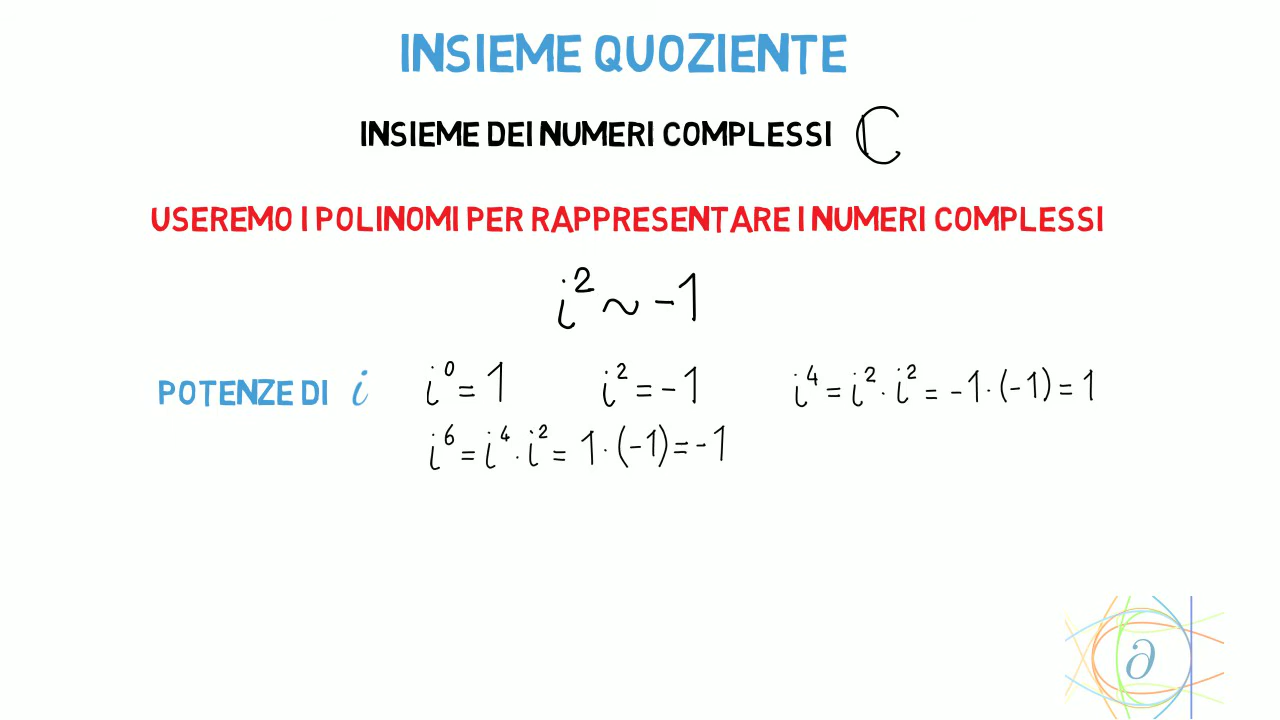 INSIEME QUOZIENTE
INSIEME DEI NUMERI COMPLESSI ℂ
USEREMO I POLINOMI PER RAPPRESENTARE I NUMERI COMPLESSI
i² ~ -1
POTENZE DI i i⁰ = 1 i² = -1 i⁴ = i² · i² = -1 · (-1) = 1
i⁶ = i⁴ · i² = 1 · (-1) = -1
∂